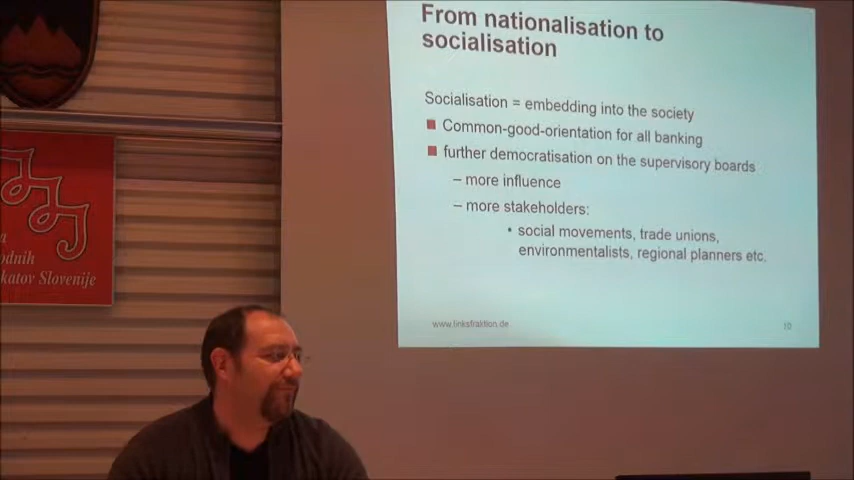 From nationalisation to
socialisation
Socialisation = embedding into the society
Common-good-orientation for all banking
further democratisation on the supervisory boards
– more influence
– more stakeholders:
• social movements, trade unions,
environmentalists, regional planners etc.
www.linksfraktion.de
10
a
odnik
katov Slovenije